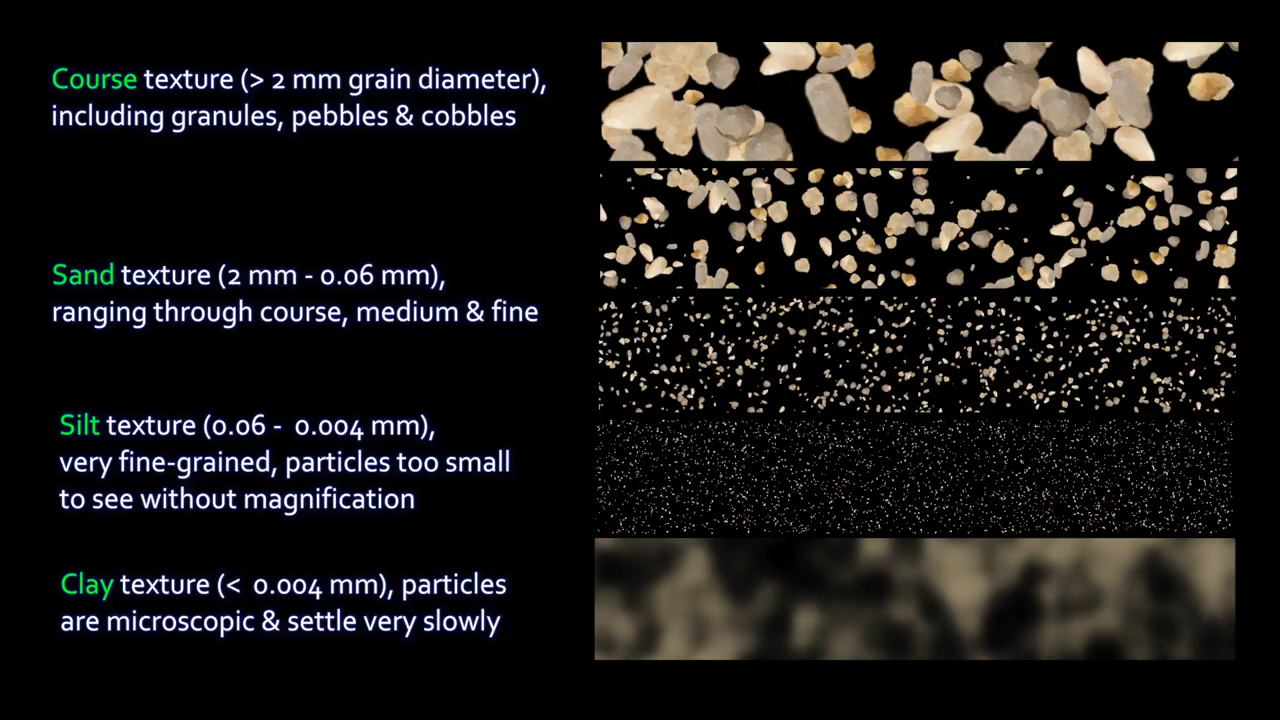 Course texture (> 2 mm grain diameter),
including granules, pebbles & cobbles
Sand texture (2 mm - 0.06 mm),
ranging through course, medium & fine
Silt texture (0.06 - 0.004 mm),
very fine-grained, particles too small
to see without magnification
Clay texture (< 0.004 mm), particles
are microscopic & settle very slowly